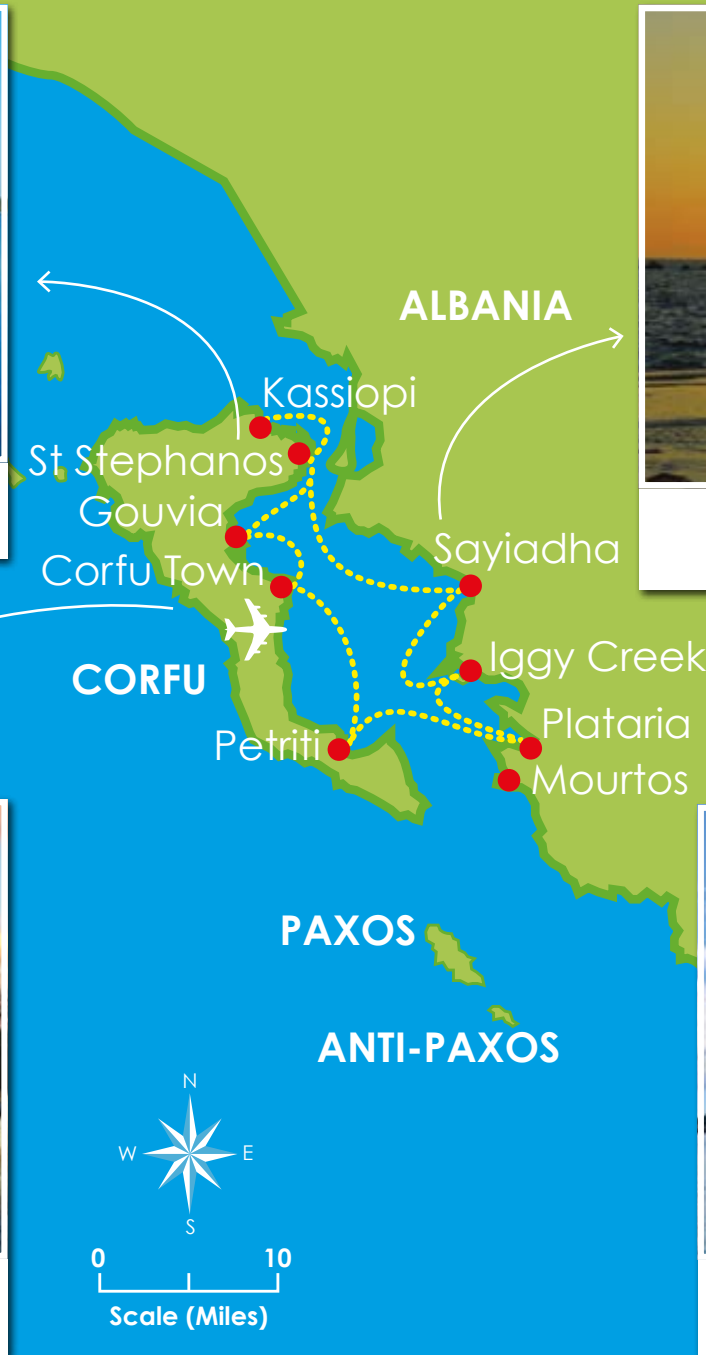 ALBANIA
Kassiopi
St Stephanos
Gouvia
Sayiadha
Corfu Town
Iggy Creek
CORFU
Plataria
Petriti
Mourtos
PAXOS
ANTI-PAXOS
N
W E
S
0 10
Scale (Miles)